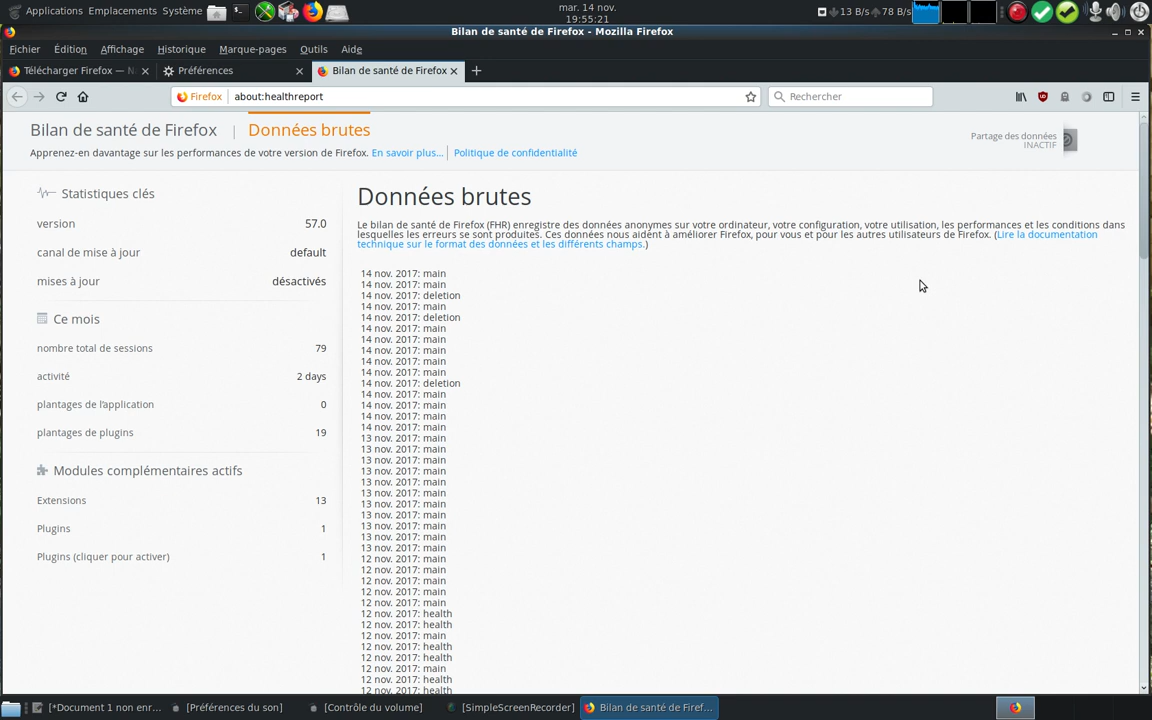 Applications Emplacements Système
mar. 14 nov.
19:55:21
13 B/s 78 B/s
Bilan de santé de Firefox - Mozilla Firefox
Fichier Édition Affichage Historique Marque-pages Outils Aide
Télécharger Firefox — N
Préférences
Bilan de santé de Firefox
Firefox about:healthreport
Rechercher
Bilan de santé de Firefox | Données brutes
Apprenez-en davantage sur les performances de votre version de Firefox. En savoir plus... Politique de confidentialité
Partage des données
INACTIF
Statistiques clés
version 57.0
canal de mise à jour default
mises à jour désactivés
Ce mois
nombre total de sessions 79
activité 2 days
plantages de l'application 0
plantages de plugins 19
Modules complémentaires actifs
Extensions 13
Plugins 1
Plugins (cliquer pour activer) 1
Données brutes
Le bilan de santé de Firefox (FHR) enregistre des données anonymes sur votre ordinateur, votre configuration, votre utilisation, les performances et les conditions dans
lesquelles les erreurs se sont produites. Ces données nous aident à améliorer Firefox, pour vous et pour les autres utilisateurs de Firefox. (Lire la documentation
technique sur le format des données et les différents champs.)
14 nov. 2017: main
14 nov. 2017: main
14 nov. 2017: deletion
14 nov. 2017: main
14 nov. 2017: deletion
14 nov. 2017: main
14 nov. 2017: main
14 nov. 2017: main
14 nov. 2017: main
14 nov. 2017: main
14 nov. 2017: deletion
14 nov. 2017: main
14 nov. 2017: main
14 nov. 2017: main
14 nov. 2017: main
13 nov. 2017: main
13 nov. 2017: main
13 nov. 2017: main
13 nov. 2017: main
13 nov. 2017: main
13 nov. 2017: main
13 nov. 2017: main
13 nov. 2017: main
13 nov. 2017: main
13 nov. 2017: main
13 nov. 2017: main
12 nov. 2017: main
12 nov. 2017: main
12 nov. 2017: main
12 nov. 2017: main
12 nov. 2017: main
12 nov. 2017: health
12 nov. 2017: health
12 nov. 2017: main
12 nov. 2017: health
12 nov. 2017: health
12 nov. 2017: main
12 nov. 2017: health
12 nov. 2017: health
[*Document 1 non enr...
[Préférences du son]
[Contrôle du volume]
[SimpleScreenRecorder]
Bilan de santé de Firef...